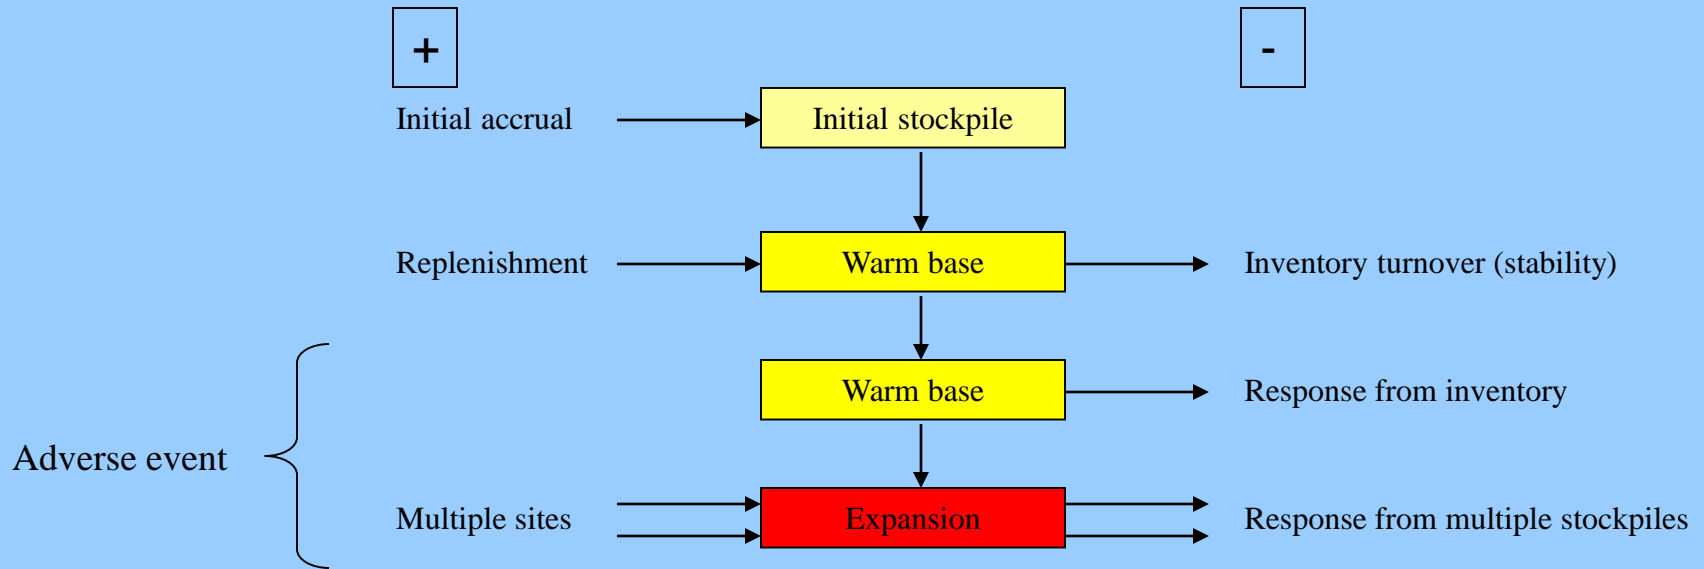 +
-
Initial accrual
Initial stockpile
Replenishment
Warm base
Inventory turnover (stability)
Warm base
Response from inventory
Adverse event
Multiple sites
Expansion
Response from multiple stockpiles